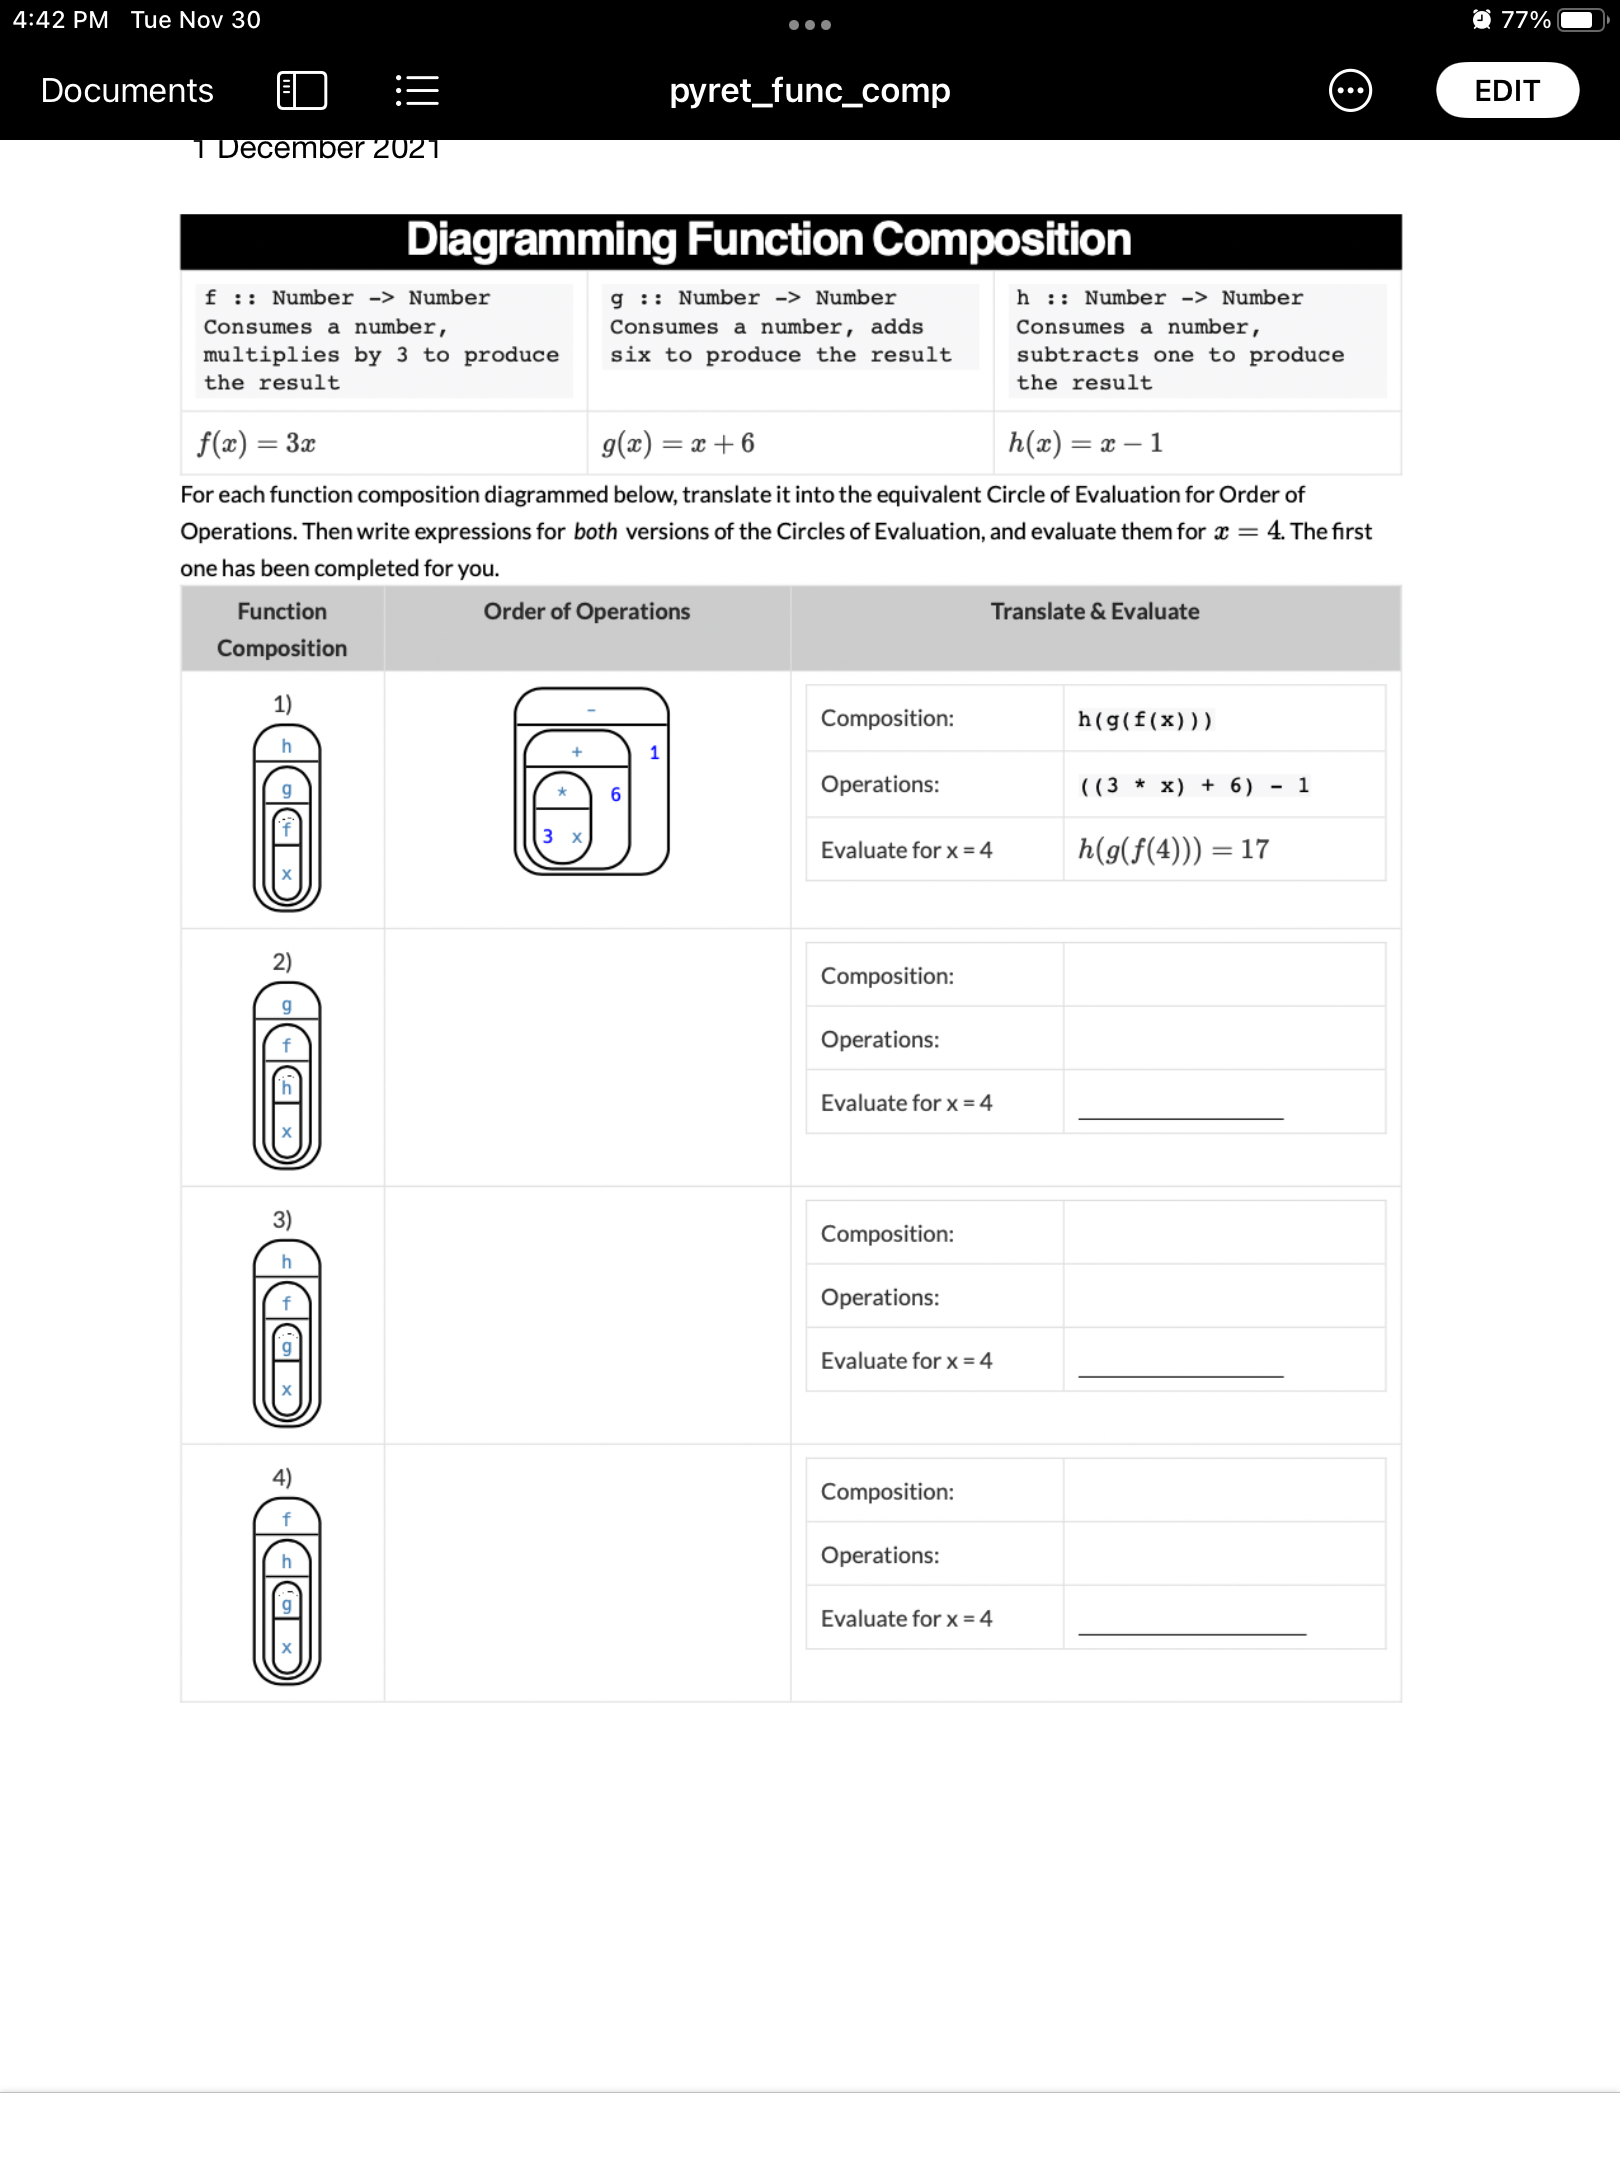 4:42 PM Tue Nov 30
77%
Documents
pyret_func_comp
EDIT
1 December 2021
Diagramming Function Composition
f :: Number -> Number
Consumes a number,
multiplies by 3 to produce
the result
g :: Number -> Number
Consumes a number, adds
six to produce the result
h :: Number -> Number
Consumes a number,
subtracts one to produce
the result
f(x) = 3x
g(x) = x + 6
h(x) = x − 1
For each function composition diagrammed below, translate it into the equivalent Circle of Evaluation for Order of
Operations. Then write expressions for both versions of the Circles of Evaluation, and evaluate them for x = 4. The first
one has been completed for you.
Function
Composition
Order of Operations
Translate & Evaluate
1)
h
g
f
x
-
+ 1
* 6
3 x
Composition: h(g(f(x)))
Operations: ((3 * x) + 6) - 1
Evaluate for x = 4 h(g(f(4))) = 17
2)
g
f
h
x
Composition:
Operations:
Evaluate for x = 4
3)
h
f
g
x
Composition:
Operations:
Evaluate for x = 4
4)
f
h
g
x
Composition:
Operations:
Evaluate for x = 4